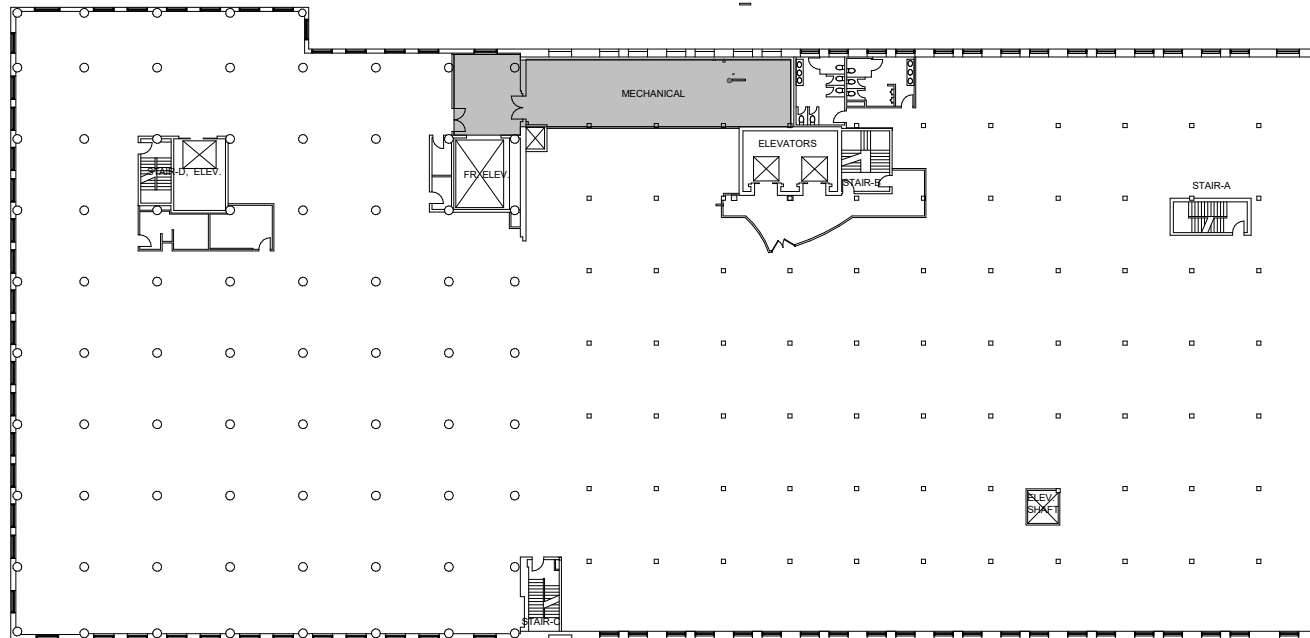 MECHANICAL
ELEVATORS
STAIR-D, ELEV.
FR. ELEV.
STAIR-B
STAIR-A
ELEV.
SHAFT
STAIR-C